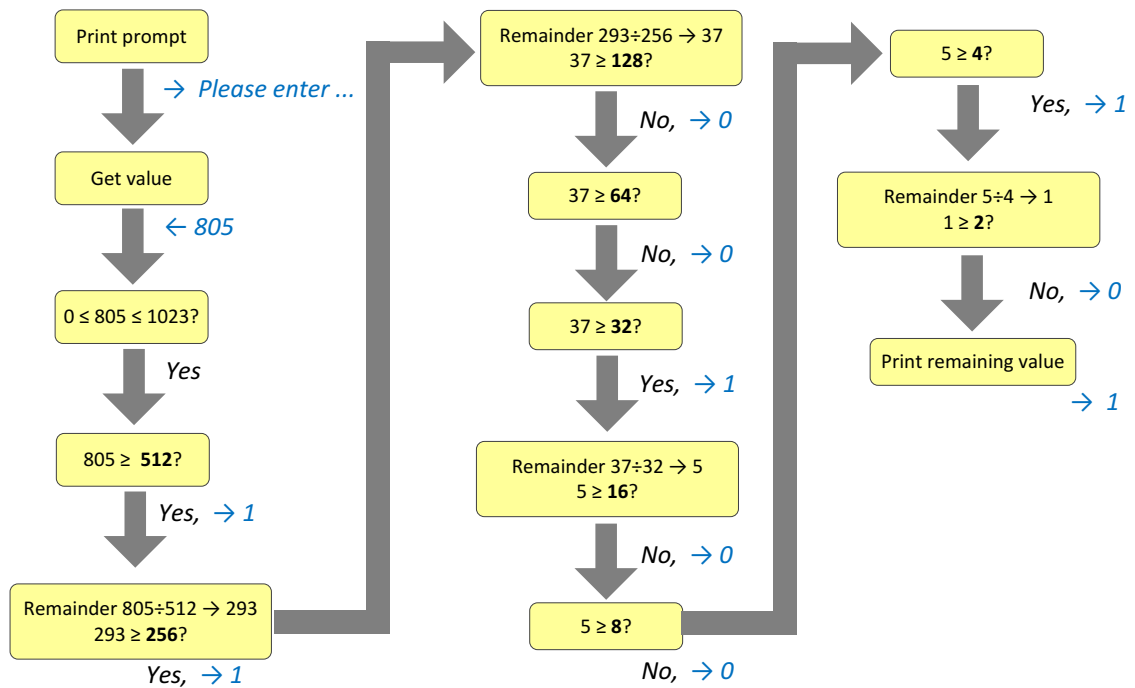 Print prompt
→ Please enter ...
Get value
← 805
0 ≤ 805 ≤ 1023?
Yes
805 ≥ 512?
Yes, → 1
Remainder 805÷512 → 293
293 ≥ 256?
Yes, → 1
Remainder 293÷256 → 37
37 ≥ 128?
No, → 0
37 ≥ 64?
No, → 0
37 ≥ 32?
Yes, → 1
Remainder 37÷32 → 5
5 ≥ 16?
No, → 0
5 ≥ 8?
No, → 0
5 ≥ 4?
Yes, → 1
Remainder 5÷4 → 1
1 ≥ 2?
No, → 0
Print remaining value
→ 1